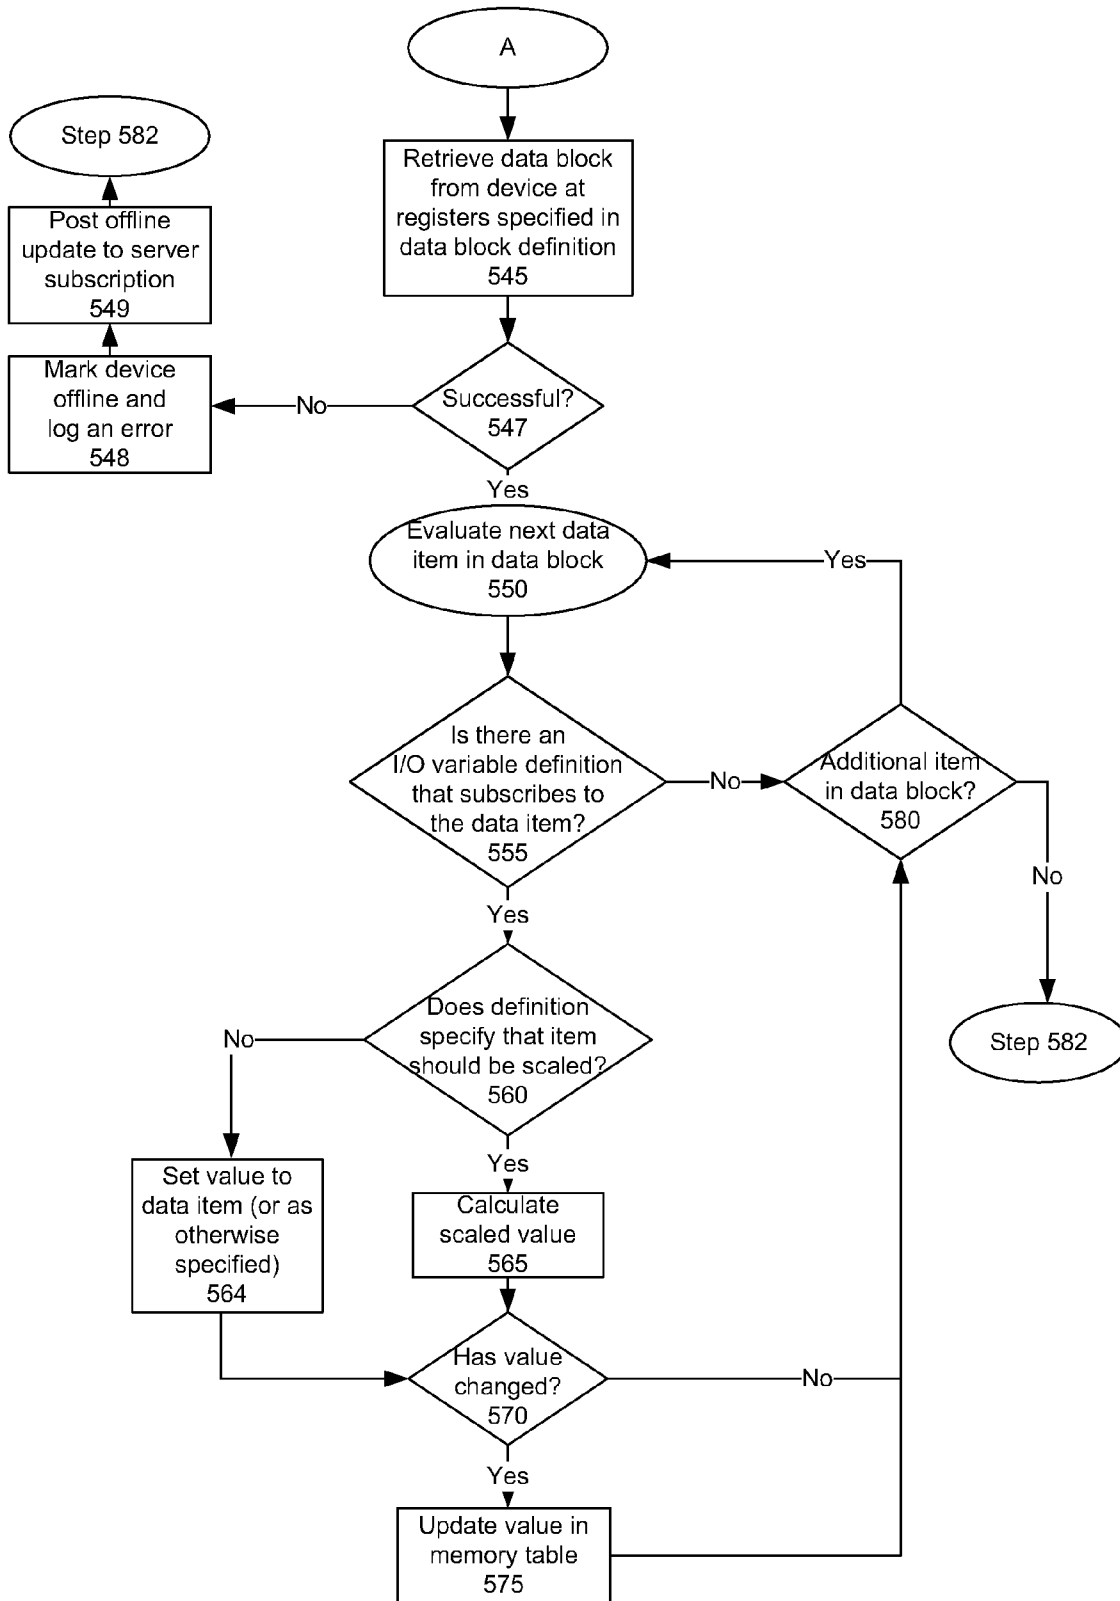 A
Step 582
Retrieve data block
from device at
registers specified in
data block definition
545
Post offline
update to server
subscription
549
Mark device
offline and
log an error
548
No
Successful?
547
Yes
Evaluate next data
item in data block
550
Yes
Is there an
I/O variable definition
that subscribes to
the data item?
555
No
Additional item
in data block?
580
No
Yes
Does definition
specify that item
should be scaled?
560
No
Step 582
Yes
Set value to
data item (or as
otherwise
specified)
564
Calculate
scaled value
565
Has value
changed?
570
No
Yes
Update value in
memory table
575